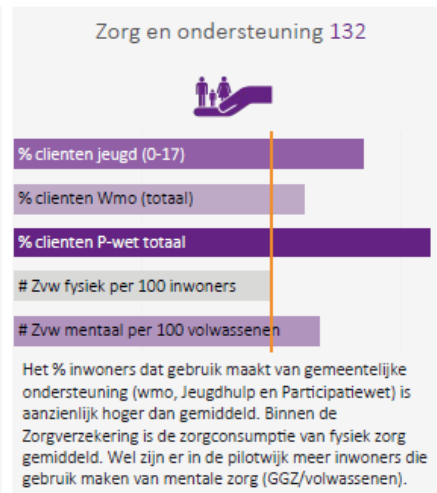 Zorg en ondersteuning 132
% clienten jeugd (0-17)
% clienten Wmo (totaal)
% clienten P-wet totaal
# Zvw fysiek per 100 inwoners
# Zvw mentaal per 100 volwassenen
Het % inwoners dat gebruik maakt van gemeentelijke
ondersteuning (wmo, Jeugdhulp en Participatiewet) is
aanzienlijk hoger dan gemiddeld. Binnen de
Zorgverzekering is de zorgconsumptie van fysiek zorg
gemiddeld. Wel zijn er in de pilotwijk meer inwoners die
gebruik maken van mentale zorg (GGZ/volwassenen).